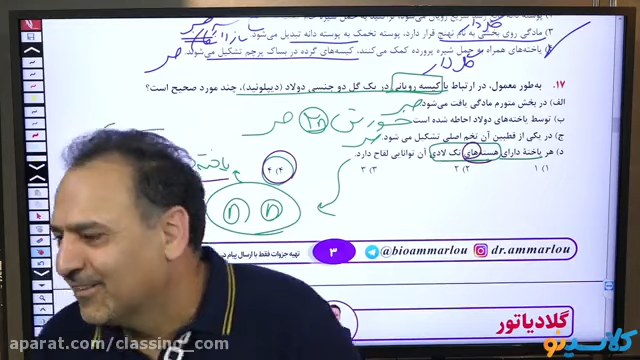 ۳) مادگی روی بخشی به نام نهنج قرار دارد، پوسته تخمک به پوسته دانه تبدیل می‌شود.
۴) یاخته‌های همراه به حمل شیره پرورده کمک می‌کنند، کیسه‌های گرده در بساک پرچم تشکیل می‌شوند.
۱۷. به‌طور معمول، در ارتباط با کیسه رویانی در یک گل دو جنسی دولاد (دیپلوئید)، چند مورد صحیح است؟
الف) در بخش متورم مادگی یافت می‌شود.
ب) توسط یاخته‌های دولاد احاطه شده است.
خورش 2n
ج) در یکی از قطبین آن تخم اصلی تشکیل می شود.
د) هر یاختهٔ دارای هسته‌های تک لادی آن توانایی لقاح دارد.
۱) ۱ ۲) ۲ ۳) ۳ ۴) ۴
n n
تهیه جزوات فقط با ارسال پیام در
۳
@bioammarlou dr.ammarlou
گلادیاتور
کلاسینو
aparat.com/classing_com